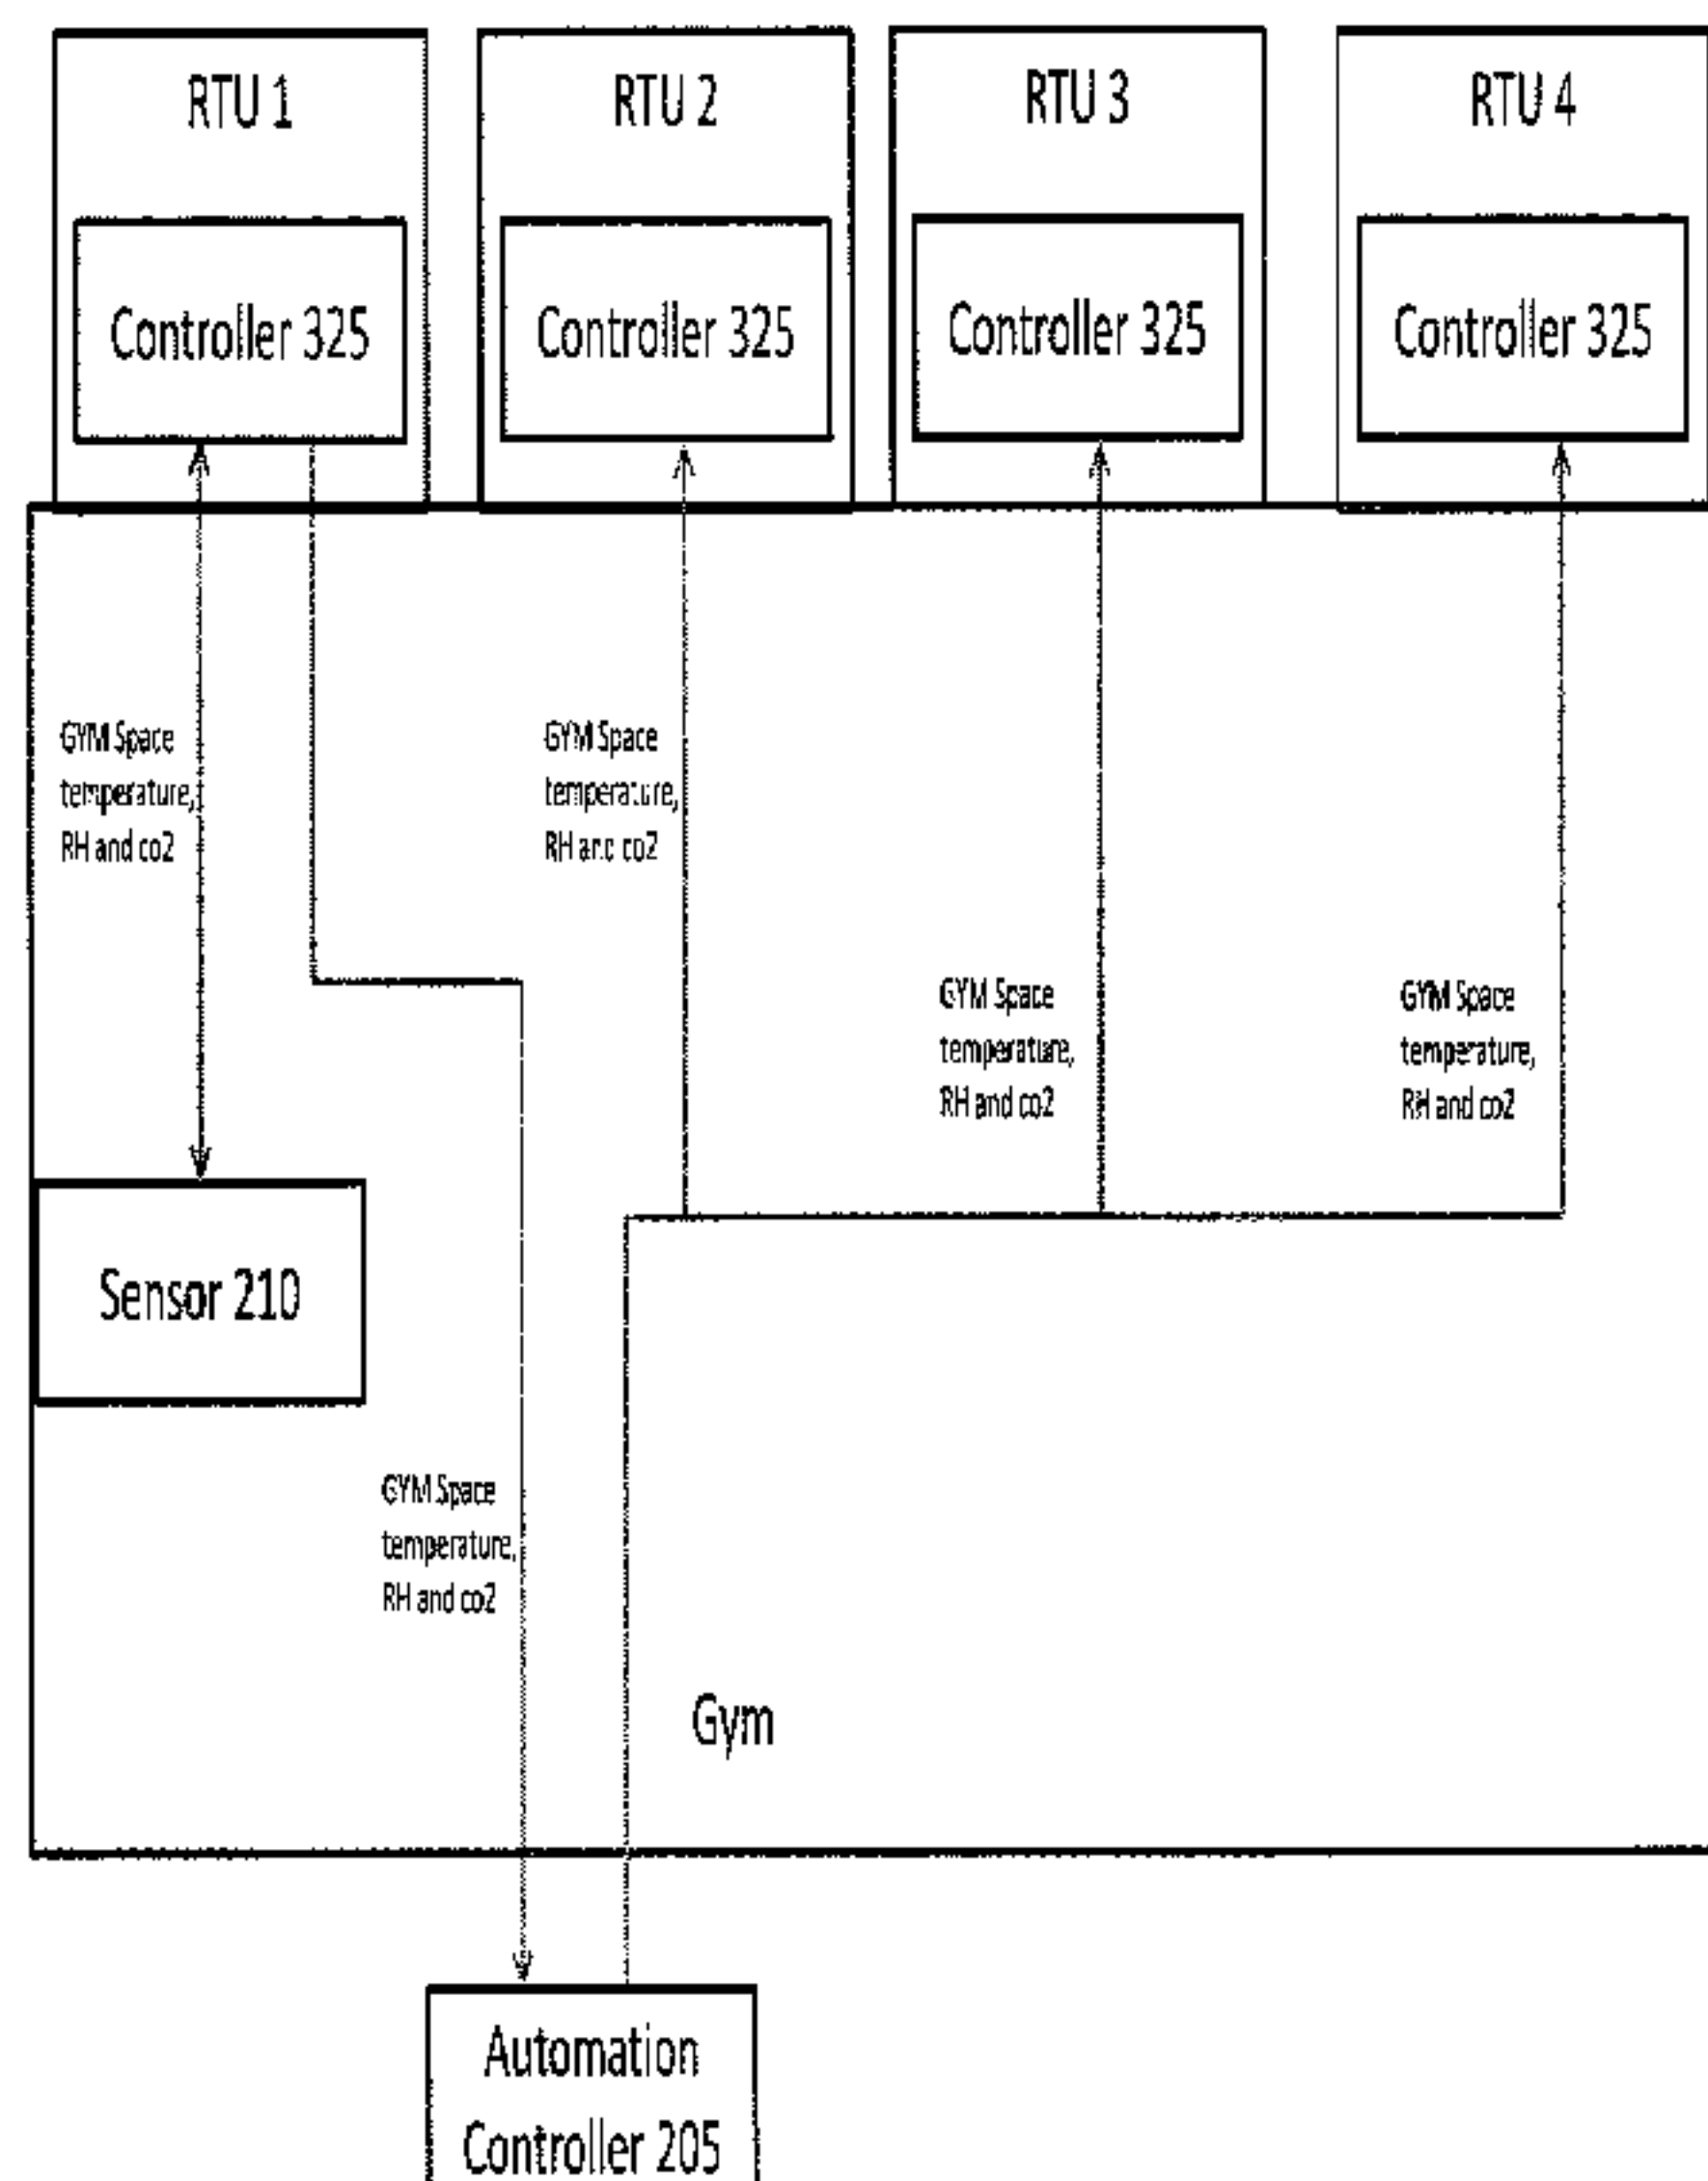 RTU 1
RTU 2
RTU 3
RTU 4
Controller 325
Controller 325
Controller 325
Controller 325
GYM Space
temperature,
RH and co2
GYM Space
temperature,
RH and co2
GYM Space
temperature,
RH and co2
GYM Space
temperature,
RH and co2
Sensor 210
GYM Space
temperature,
RH and co2
Gym
Automation
Controller 205